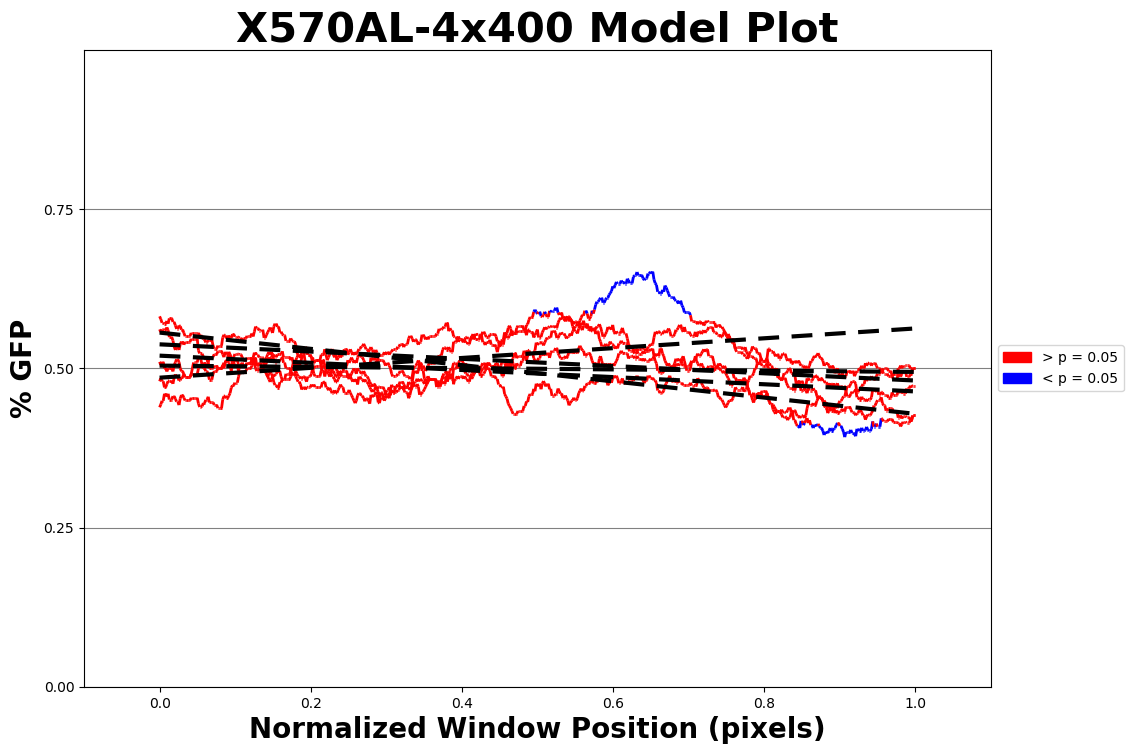 X570AL-4x400 Model Plot
% GFP
0.75
0.50
0.25
0.00
0.0 0.2 0.4 0.6 0.8 1.0
Normalized Window Position (pixels)
> p = 0.05
< p = 0.05